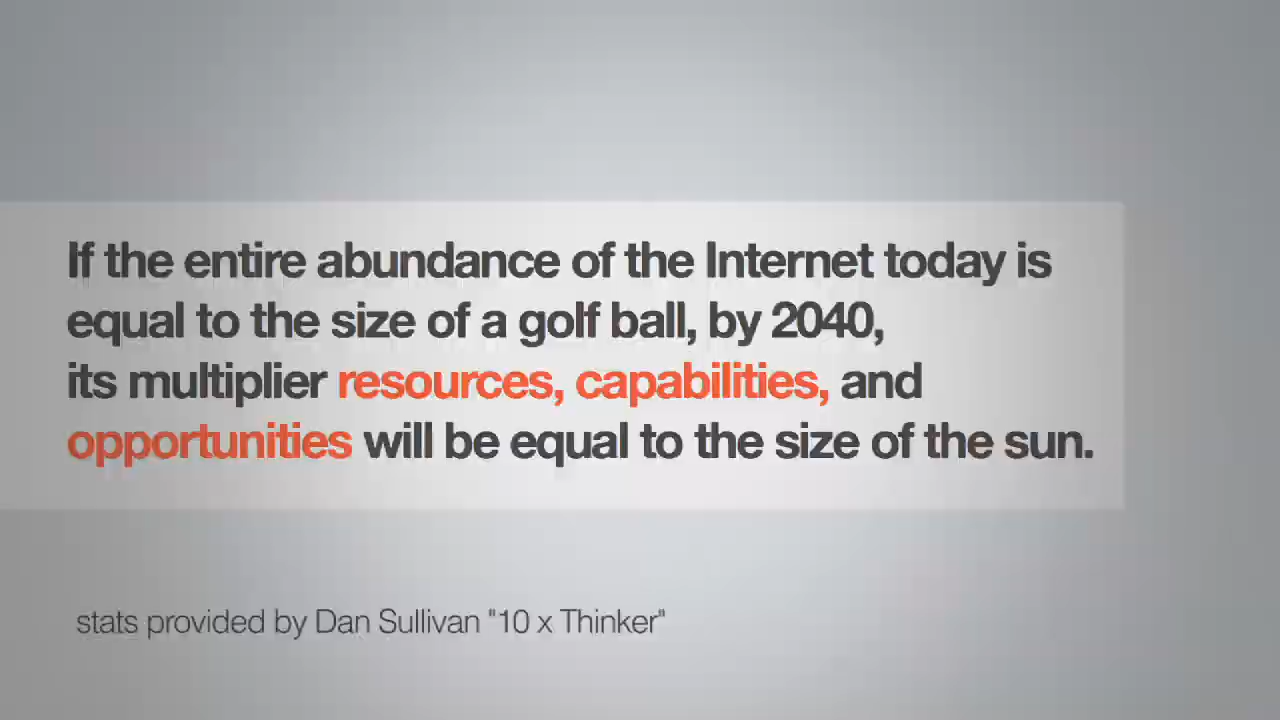 If the entire abundance of the Internet today is
equal to the size of a golf ball, by 2040,
its multiplier resources, capabilities, and
opportunities will be equal to the size of the sun.
stats provided by Dan Sullivan "10 x Thinker"